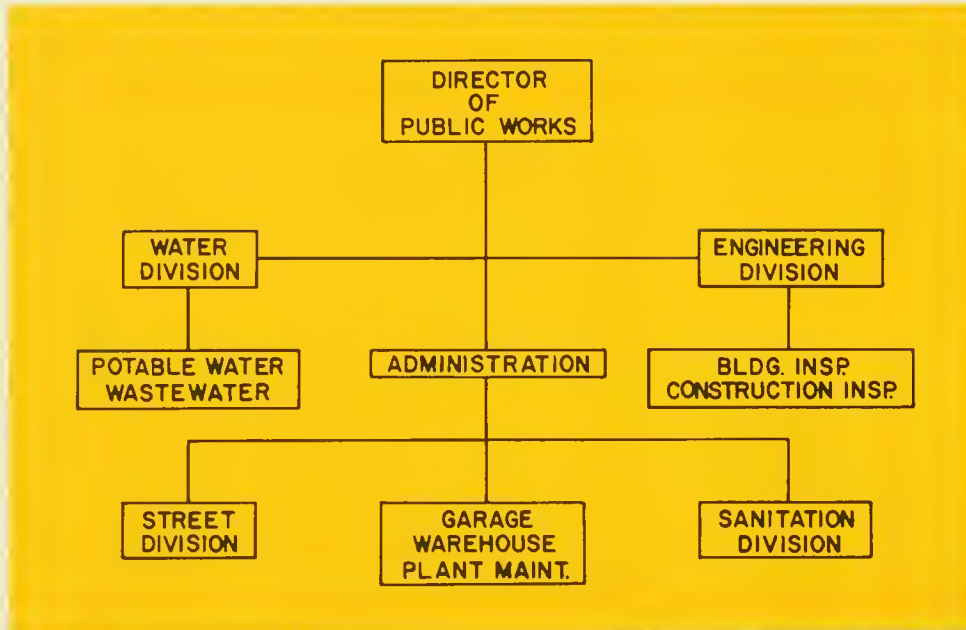 DIRECTOR
OF
PUBLIC WORKS
WATER
DIVISION
ENGINEERING
DIVISION
POTABLE WATER
WASTEWATER
ADMINISTRATION
BLDG. INSP.
CONSTRUCTION INSP.
STREET
DIVISION
GARAGE
WAREHOUSE
PLANT MAINT.
SANITATION
DIVISION